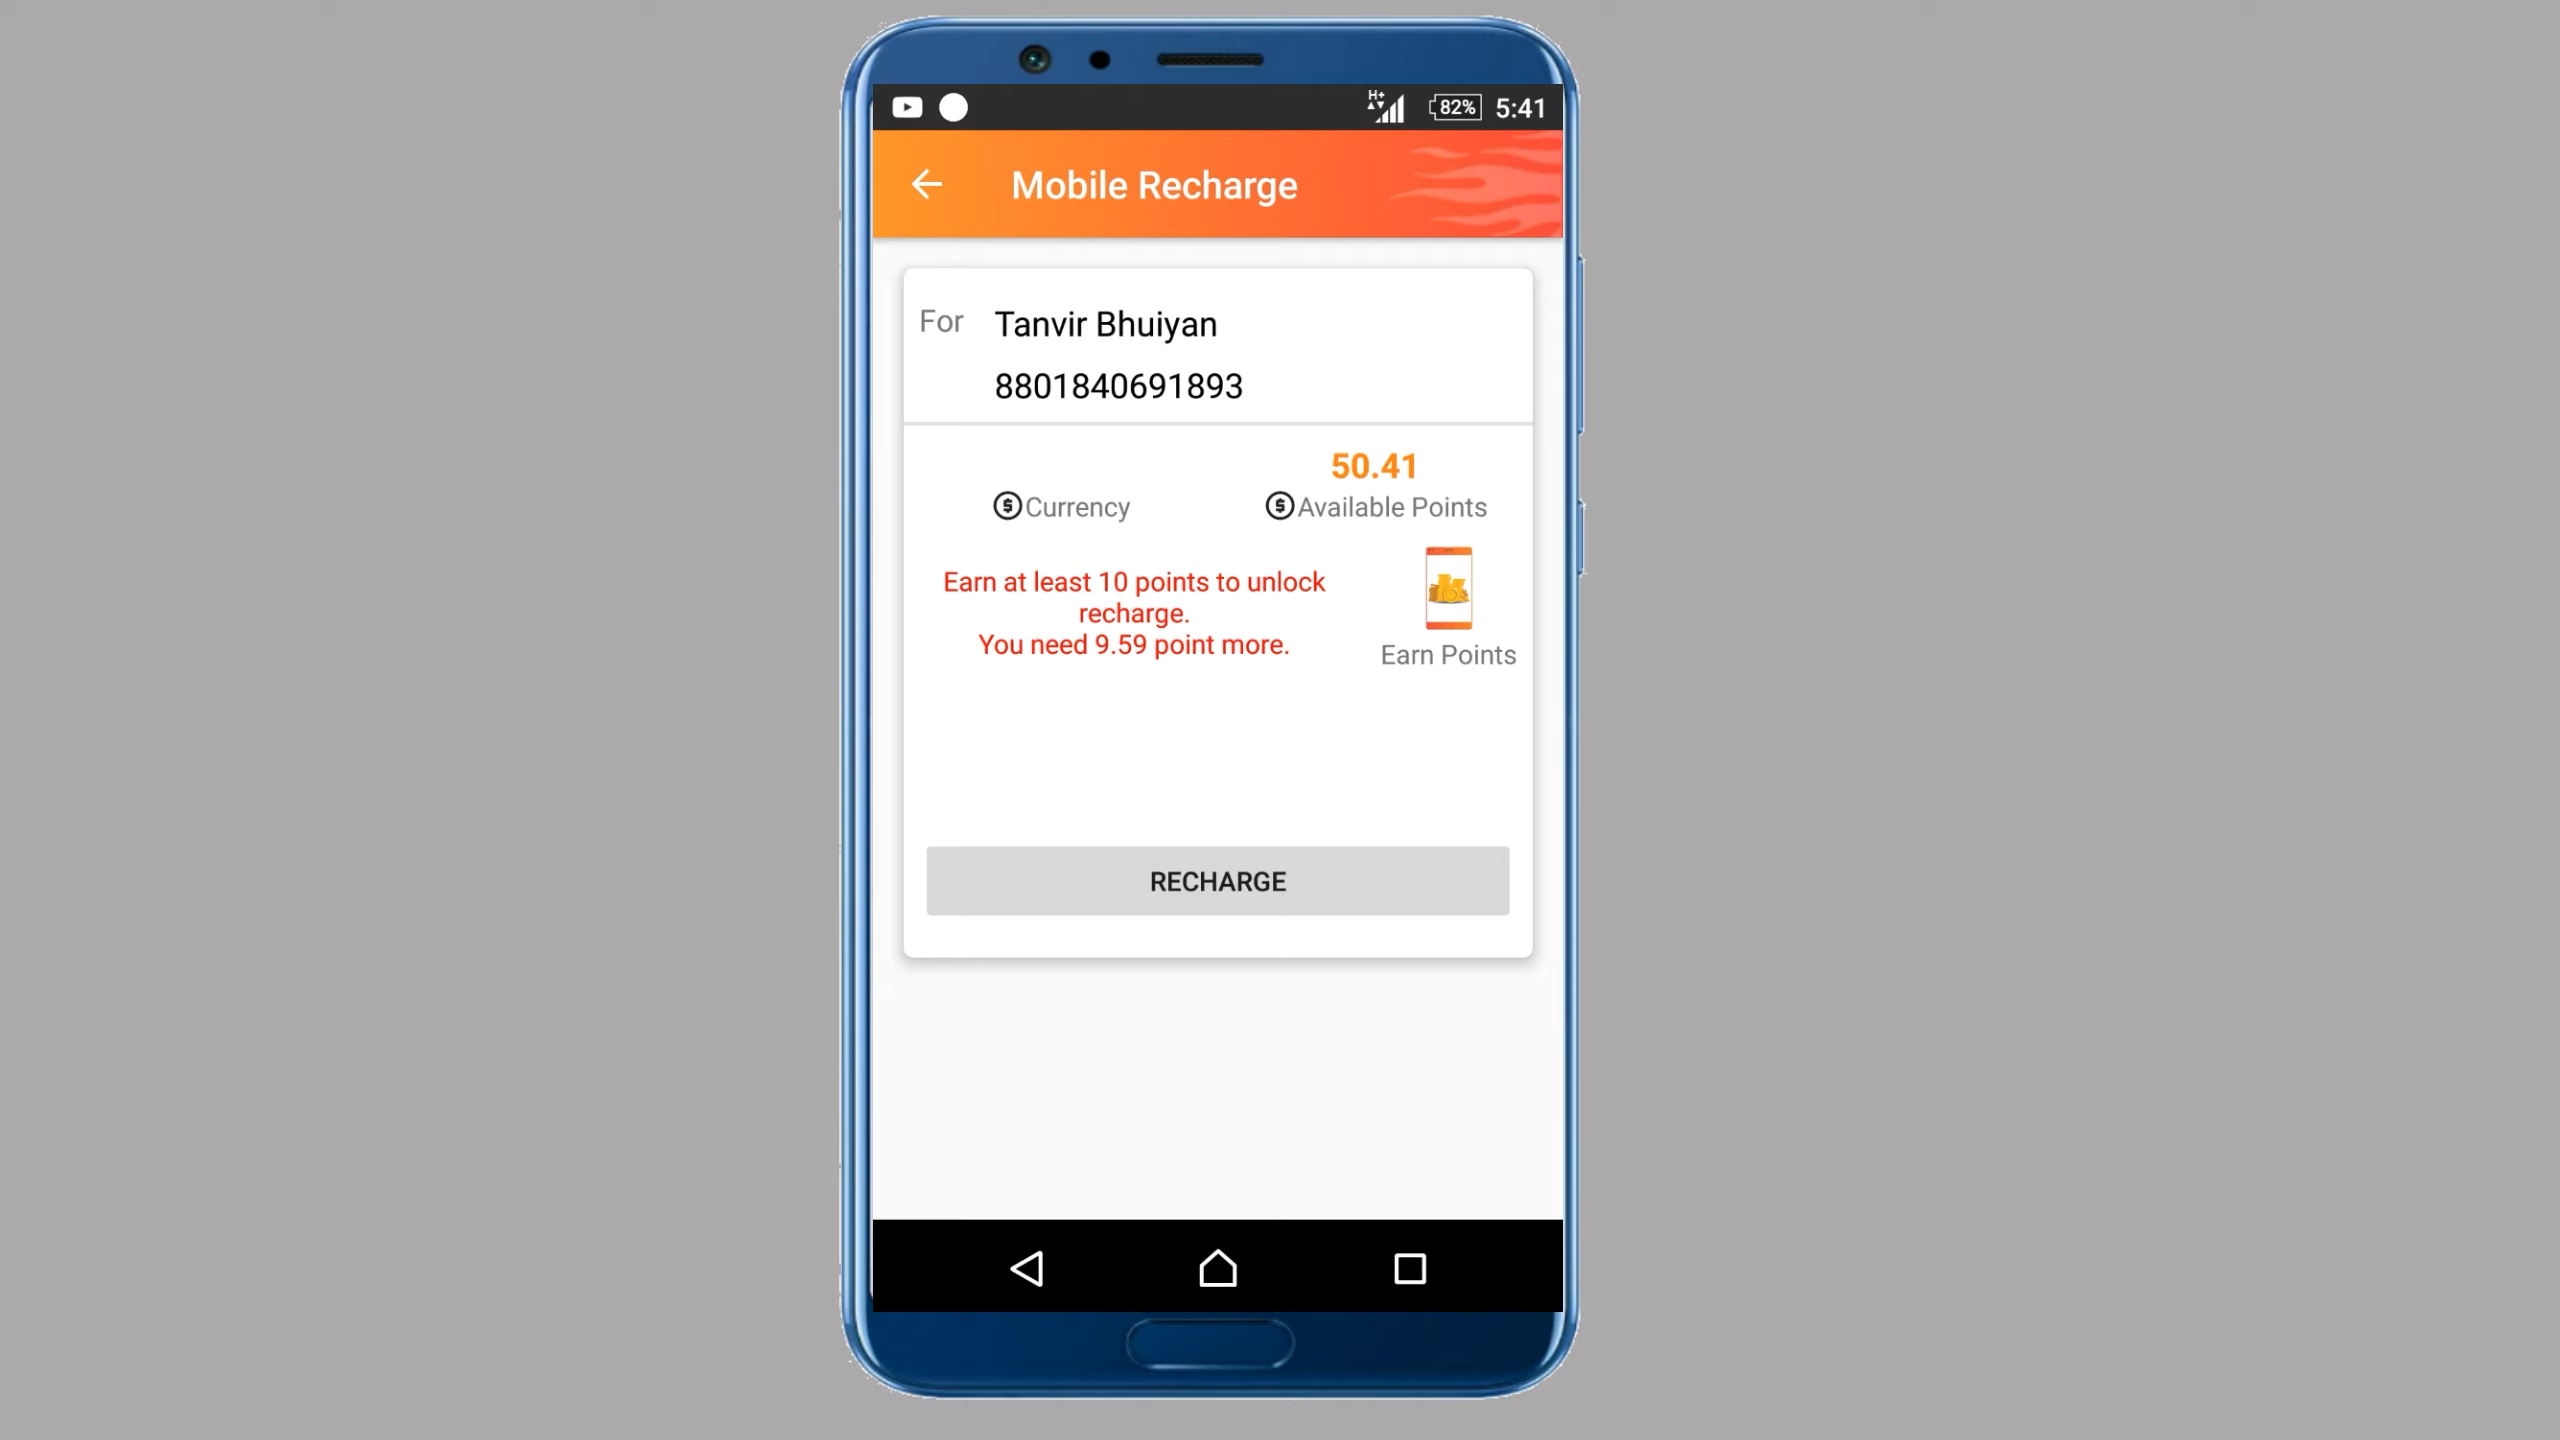 H+ 82% 5:41
Mobile Recharge
For Tanvir Bhuiyan
8801840691893
50.41
Currency Available Points
Earn at least 10 points to unlock
recharge.
You need 9.59 point more.
Earn Points
RECHARGE